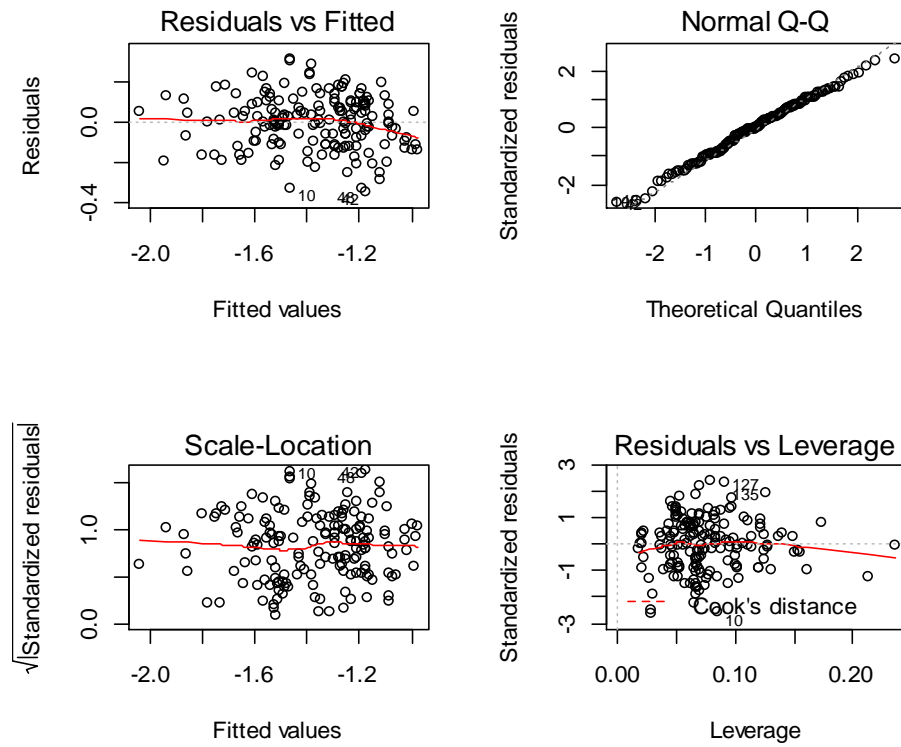 Residuals vs Fitted
Residuals
0.0
-0.4
10
42
-2.0
-1.6
-1.2
Fitted values
Normal Q-Q
Standardized residuals
2
0
-2
-2
-1
0
1
2
Theoretical Quantiles
Scale-Location
√|Standardized residuals|
1.0
0.0
10
42
-2.0
-1.6
-1.2
Fitted values
Residuals vs Leverage
Standardized residuals
3
1
-1
-3
127
135
Cook's distance
10
0.00
0.10
0.20
Leverage